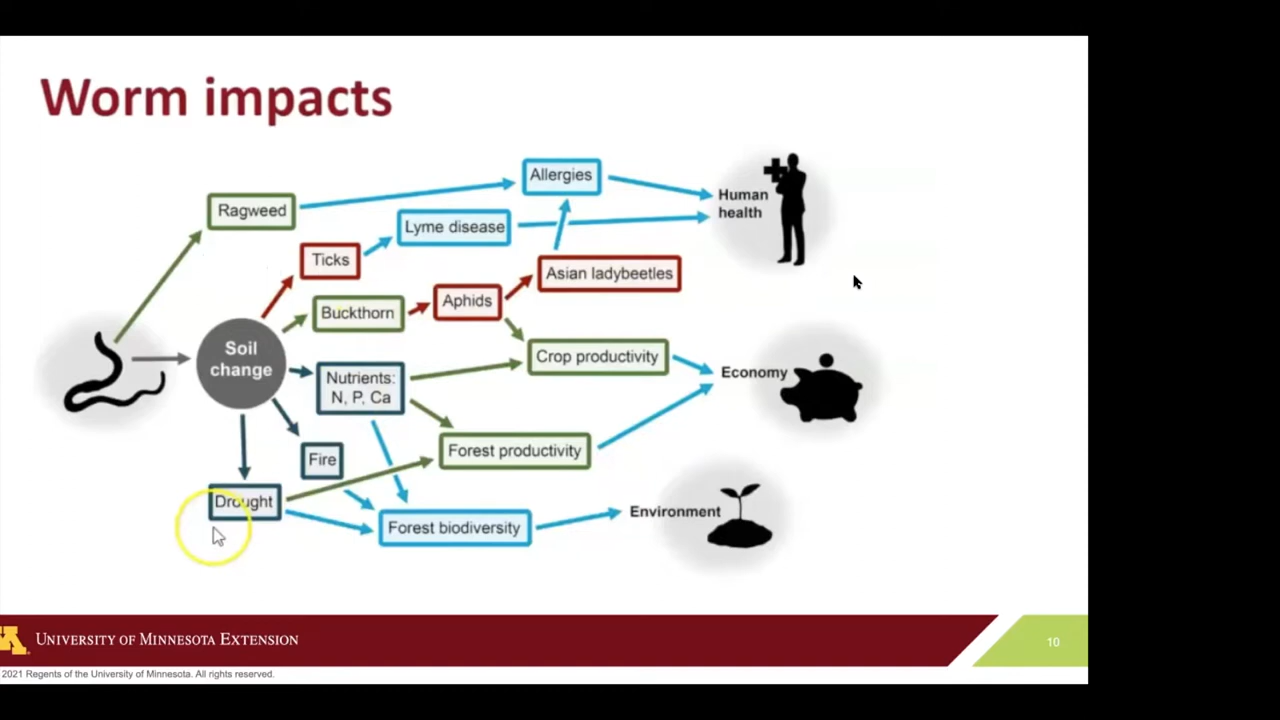 Worm impacts
Allergies
Ragweed
Human
health
Lyme disease
Ticks
Asian ladybeetles
Aphids
Buckthorn
Soil
change
Crop productivity
Economy
Nutrients:
N, P, Ca
Forest productivity
Fire
Drought
Environment
Forest biodiversity
UNIVERSITY OF MINNESOTA EXTENSION
10
2021 Regents of the University of Minnesota. All rights reserved.